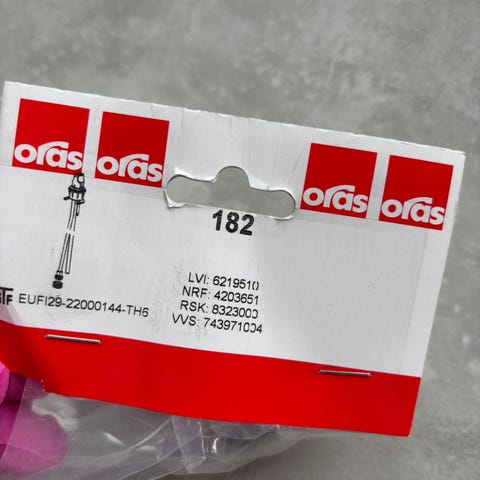 oras oras oras oras
182
LVI: 6219510
NRF: 4203651
RSK: 8323000
VVS: 743971004
EUFI29-22000144-TH6